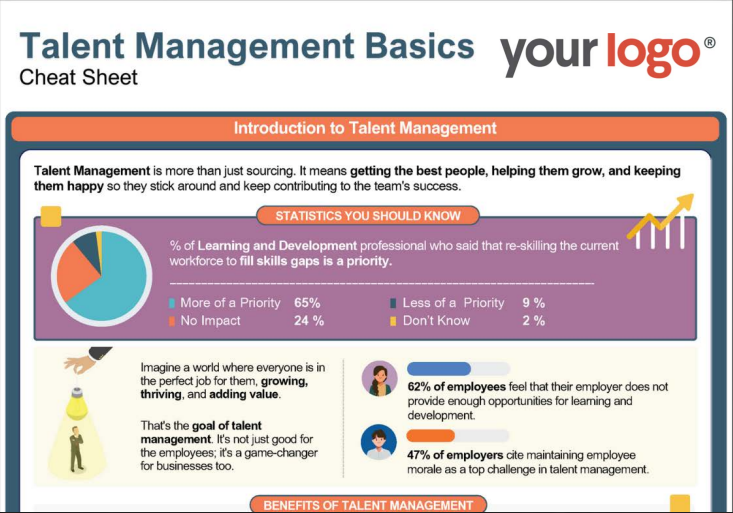 Talent Management Basics
Cheat Sheet
your logo®
Introduction to Talent Management
Talent Management is more than just sourcing. It means getting the best people, helping them grow, and keeping
them happy so they stick around and keep contributing to the team's success.
STATISTICS YOU SHOULD KNOW
% of Learning and Development professional who said that re-skilling the current
workforce to fill skills gaps is a priority.
More of a Priority 65%
Less of a Priority 9 %
No Impact 24 %
Don't Know 2 %
Imagine a world where everyone is in
the perfect job for them, growing,
thriving, and adding value.
That's the goal of talent
management. It's not just good for
the employees; it's a game-changer
for businesses too.
62% of employees feel that their employer does not
provide enough opportunities for learning and
development.
47% of employers cite maintaining employee
morale as a top challenge in talent management.
BENEFITS OF TALENT MANAGEMENT